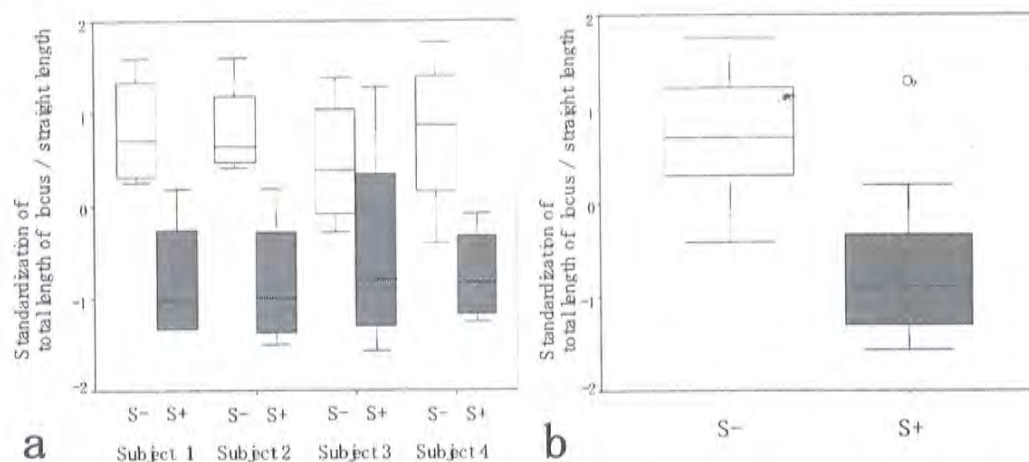 Standardization of
total length of locus / straight length
2
1
0
-1
-2
S- S+ S- S+ S- S+ S- S+
a Subject 1 Subject 2 Subject 3 Subject 4
Standardization of
total length of locus / straight length
2
1
0
-1
-2
S- S+
b